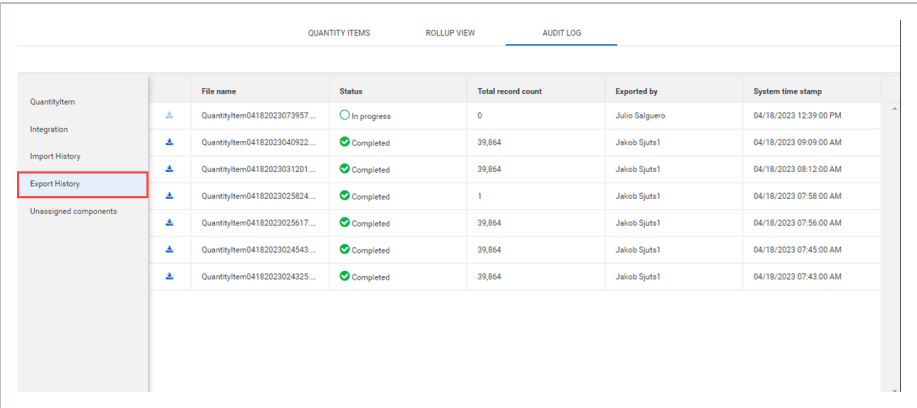 QUANTITY ITEMS ROLLUP VIEW AUDIT LOG
QuantityItem
Integration
Import History
Export History
Unassigned components
File name Status Total record count Exported by System time stamp
QuantityItem04182023073957... In progress 0 Julio Salguero 04/18/2023 12:39:00 PM
QuantityItem04182023040922... Completed 39,864 Jakob Sjuts1 04/18/2023 09:09:00 AM
QuantityItem04182023031201... Completed 39,864 Jakob Sjuts1 04/18/2023 08:12:00 AM
QuantityItem04182023025824... Completed 1 Jakob Sjuts1 04/18/2023 07:58:00 AM
QuantityItem04182023025617... Completed 39,864 Jakob Sjuts1 04/18/2023 07:56:00 AM
QuantityItem04182023024543... Completed 39,864 Jakob Sjuts1 04/18/2023 07:45:00 AM
QuantityItem04182023024325... Completed 39,864 Jakob Sjuts1 04/18/2023 07:43:00 AM